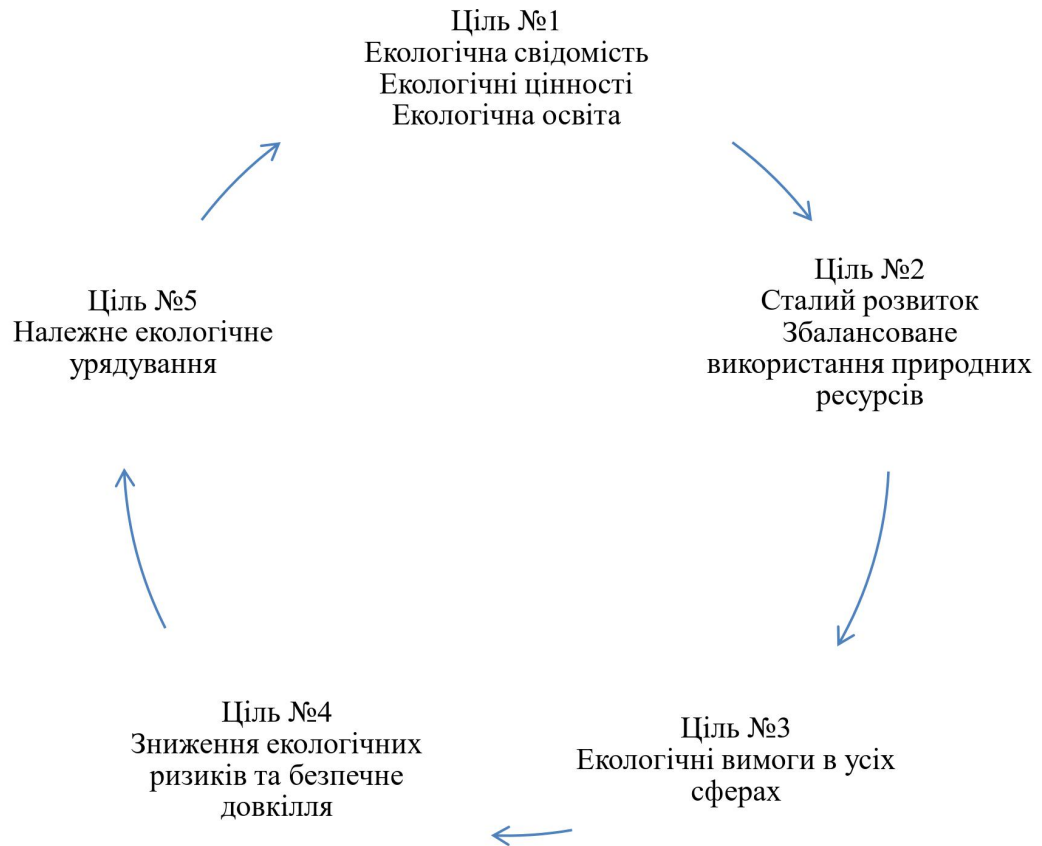 Ціль №1
Екологічна свідомість
Екологічні цінності
Екологічна освіта
Ціль №2
Сталий розвиток
Збалансоване
використання природних
ресурсів
Ціль №3
Екологічні вимоги в усіх
сферах
Ціль №4
Зниження екологічних
ризиків та безпечне
довкілля
Ціль №5
Належне екологічне
урядування